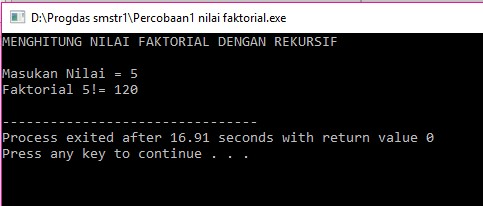 D:\Progdas smstr1\Percobaan1 nilai faktorial.exe
MENGHITUNG NILAI FAKTORIAL DENGAN REKURSIF
Masukan Nilai = 5
Faktorial 5!= 120
--------------------------------
Process exited after 16.91 seconds with return value 0
Press any key to continue . . .